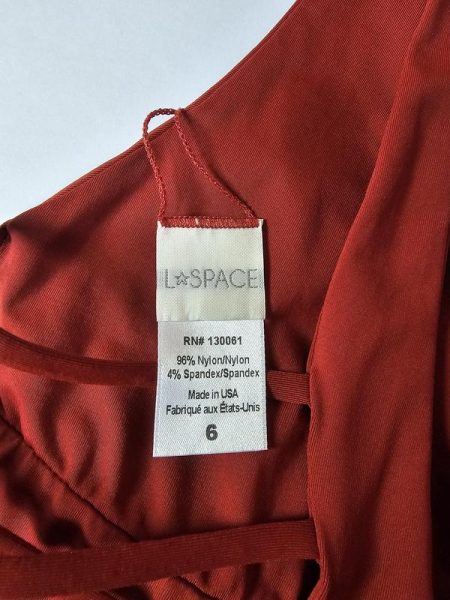 L☆SPACE
RN# 130061
96% Nylon/Nylon
4% Spandex/Spandex
Made in USA
Fabriqué aux États-Unis
6